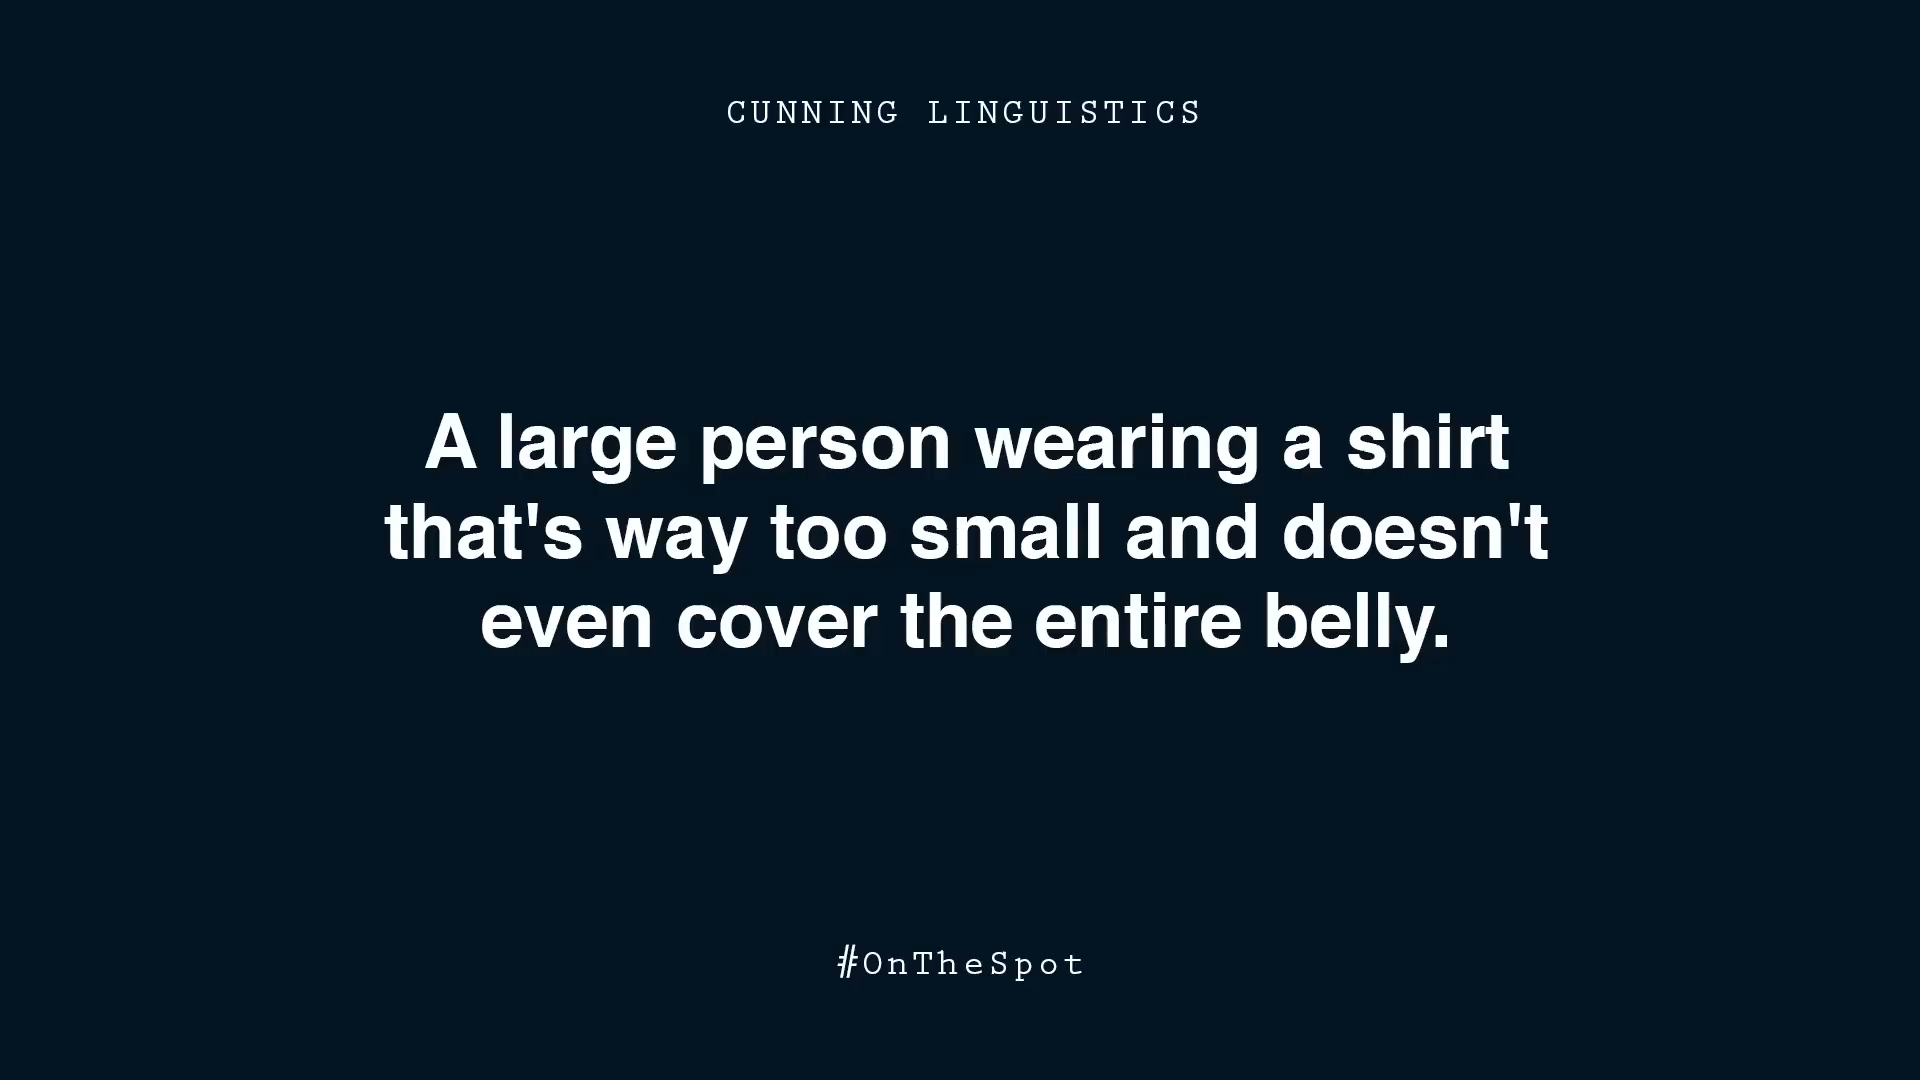 CUNNING LINGUISTICS
A large person wearing a shirt
that's way too small and doesn't
even cover the entire belly.
#OnTheSpot